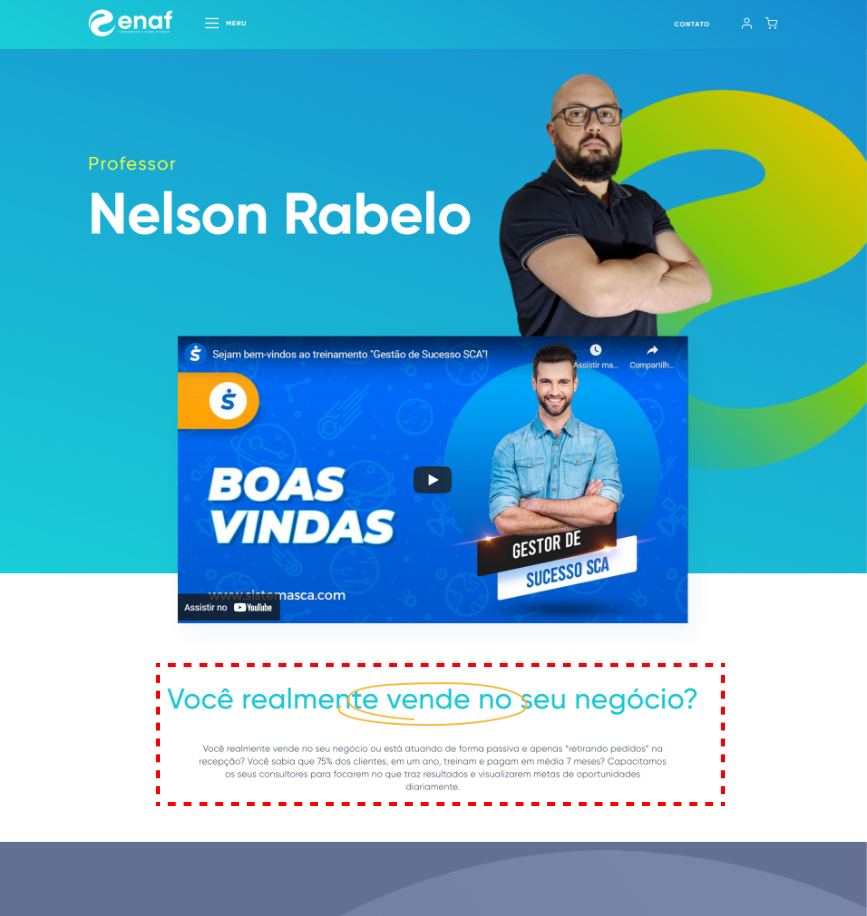 enaf
MENU
CONTATO
Professor
Nelson Rabelo
Sejam bem-vindos ao treinamento "Gestão de Sucesso SCA"!
Assistir ma...
Compartilh...
BOAS
VINDAS
GESTOR DE
SUCESSO SCA
www.sistemasca.com
Assistir no YouTube
Você realmente vende no seu negócio?
Você realmente vende no seu negócio ou está atuando de forma passiva e apenas "retirando pedidos" na
recepção? Você sabia que 75% dos clientes, em um ano, treinam e pagam em média 7 meses? Capacitamos
os seus consultores para focarem no que traz resultados e visualizarem metas de oportunidades
diariamente.